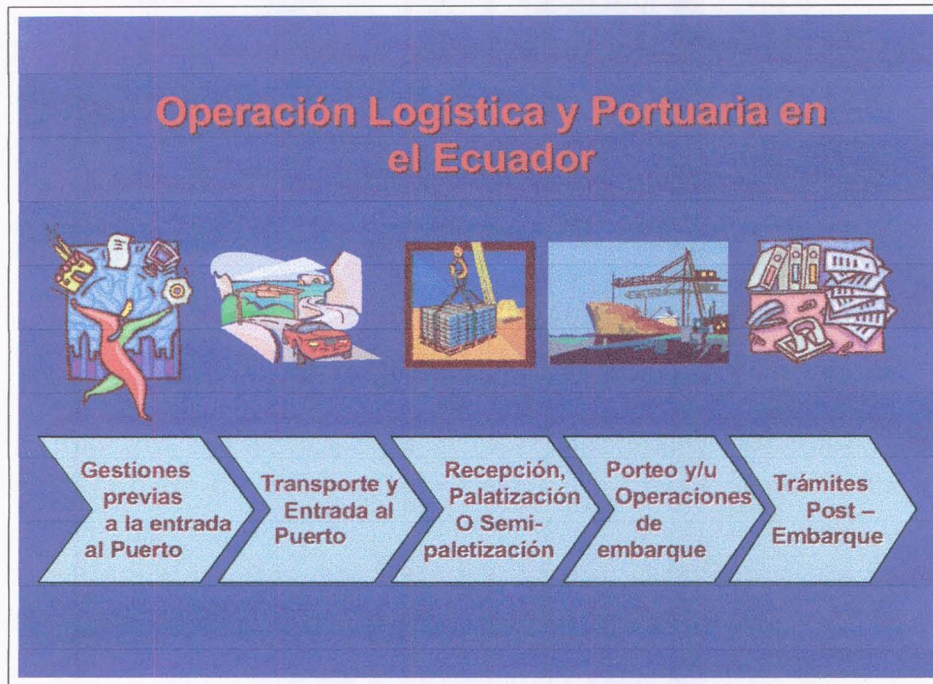 Operación Logística y Portuaria en
el Ecuador
Gestiones
previas
a la entrada
al Puerto
Transporte y
Entrada al
Puerto
Recepción,
Palatización
O Semi-
paletización
Porteo y/u
Operaciones
de
embarque
Trámites
Post –
Embarque